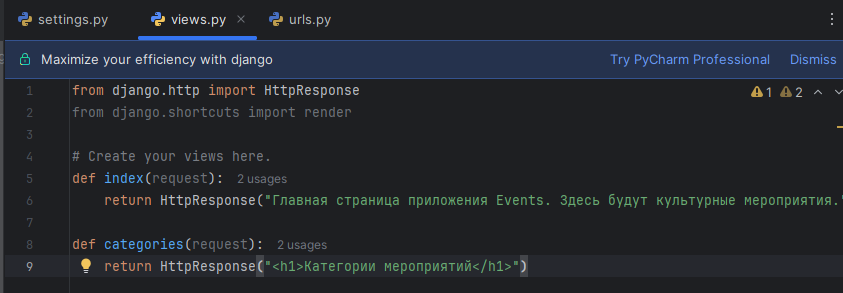 settings.py views.py urls.py
Maximize your efficiency with django Try PyCharm Professional Dismiss
1 from django.http import HttpResponse 1 2
2 from django.shortcuts import render
3
4 # Create your views here.
5 def index(request): 2 usages
6 return HttpResponse("Главная страница приложения Events. Здесь будут культурные мероприятия."
7
8 def categories(request): 2 usages
9 return HttpResponse("<h1>Категории мероприятий</h1>")